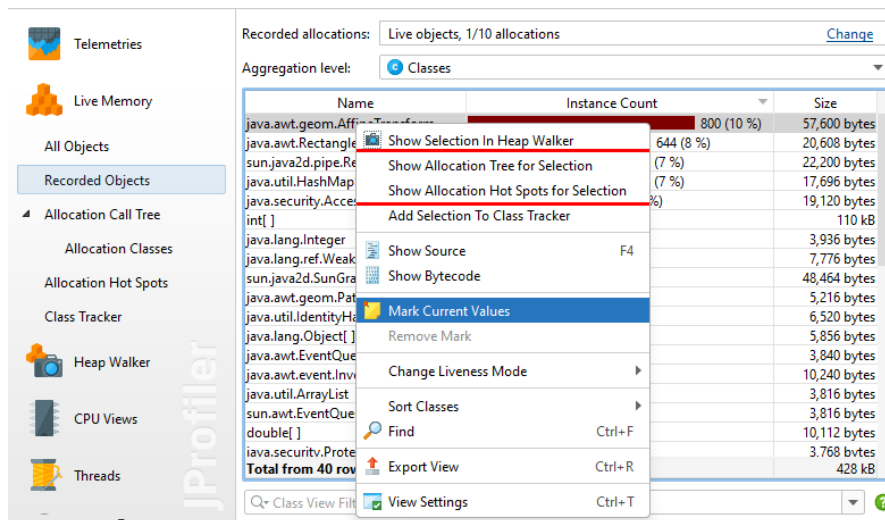 Telemetries
Live Memory
All Objects
Recorded Objects
Allocation Call Tree
Allocation Classes
Allocation Hot Spots
Class Tracker
Heap Walker
CPU Views
Threads
JProfiler
Recorded allocations: Live objects, 1/10 allocations Change
Aggregation level: c Classes
Name Instance Count Size
java.awt.geom.AffineTransform 800 (10 %) 57,600 bytes
java.awt.Rectangle 644 (8 %) 20,608 bytes
sun.java2d.pipe.Re (7 %) 22,200 bytes
java.util.HashMap (7 %) 17,696 bytes
java.security.Acces %) 19,120 bytes
int[ ] 110 kB
java.lang.Integer 3,936 bytes
java.lang.ref.Weak 7,776 bytes
sun.java2d.SunGra 48,464 bytes
java.awt.geom.Pat 5,216 bytes
java.util.IdentityHa 6,520 bytes
java.lang.Object[ ] 5,856 bytes
java.awt.EventQue 3,840 bytes
java.awt.event.Inv 10,240 bytes
java.util.ArrayList 3,816 bytes
sun.awt.EventQue 3,816 bytes
double[ ] 10,112 bytes
java.security.Prote 3.768 bytes
Total from 40 rov 428 kB
Class View Filt
Show Selection In Heap Walker
Show Allocation Tree for Selection
Show Allocation Hot Spots for Selection
Add Selection To Class Tracker
Show Source F4
Show Bytecode
Mark Current Values
Remove Mark
Change Liveness Mode
Sort Classes
Find Ctrl+F
Export View Ctrl+R
View Settings Ctrl+T
?